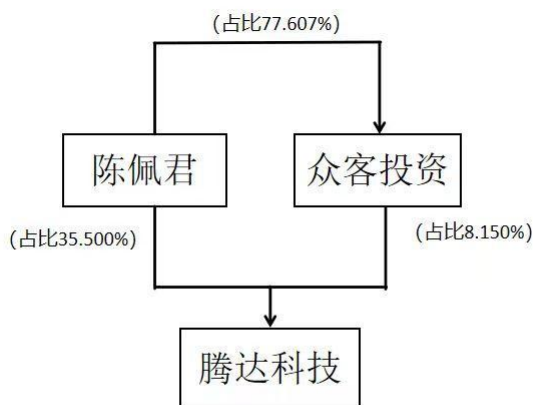 (占比77.607%)
陈佩君
众客投资
(占比35.500%)
(占比8.150%)
腾达科技